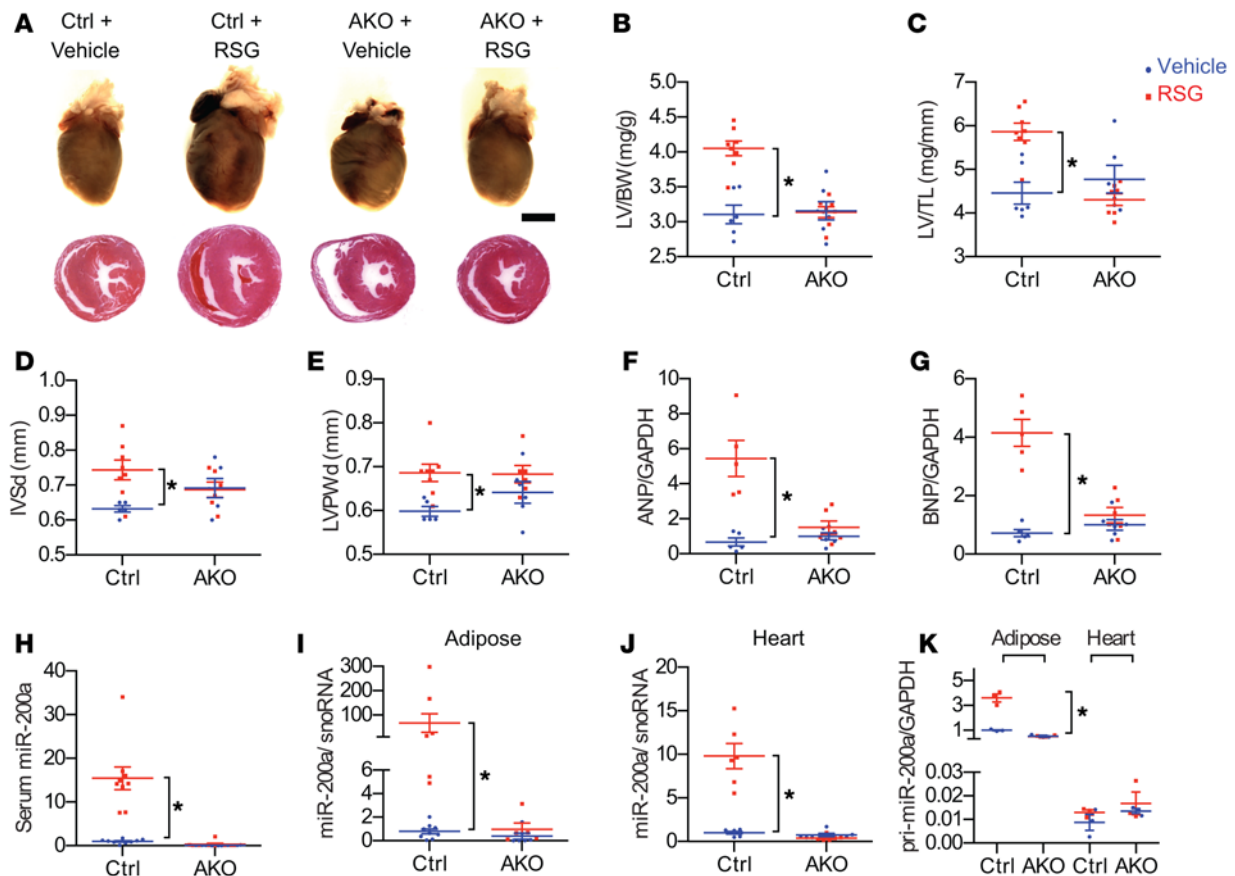 A
Ctrl +
Vehicle
Ctrl +
RSG
AKO +
Vehicle
AKO +
RSG
B
LV/BW (mg/g)
4.5
5.0
4.0
3.5
3.0
2.5
Ctrl
AKO
*
C
LV/TL (mg/mm)
7
6
5
4
3
Ctrl
AKO
*
Vehicle
RSG
D
IVSd (mm)
1.0
0.9
0.8
0.7
0.6
0.5
Ctrl
AKO
*
E
LVPWd (mm)
0.9
0.8
0.7
0.6
0.5
Ctrl
AKO
*
F
ANP/GAPDH
10
8
6
4
2
0
Ctrl
AKO
*
G
BNP/GAPDH
6
4
2
0
Ctrl
AKO
*
H
Serum miR-200a
40
30
20
10
0
Ctrl
AKO
*
I
Adipose
miR-200a/ snoRNA
300
200
100
6
4
2
0
Ctrl
AKO
*
J
Heart
miR-200a/ snoRNA
20
15
10
5
0
Ctrl
AKO
*
K
Adipose
Heart
pri-miR-200a/GAPDH
5
3
1
0.03
0.02
0.01
0.00
Ctrl
AKO
Ctrl
AKO
*